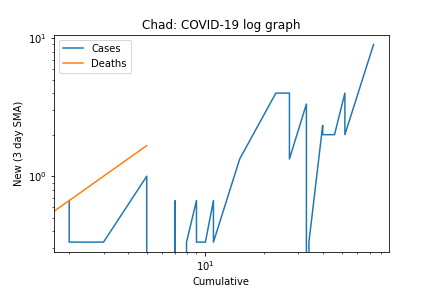 Chad: COVID-19 log graph
Cases
Deaths
10¹
10⁰
New (3 day SMA)
10¹
Cumulative